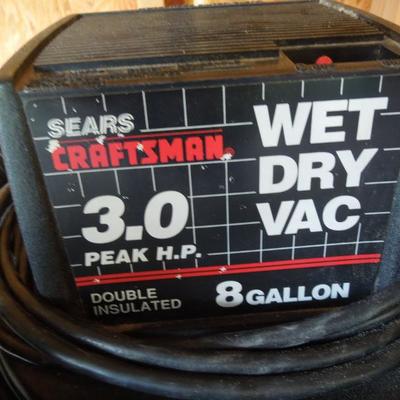 SEARS
CRAFTSMAN
3.0
PEAK H.P.
DOUBLE
INSULATED
WET
DRY
VAC
8 GALLON